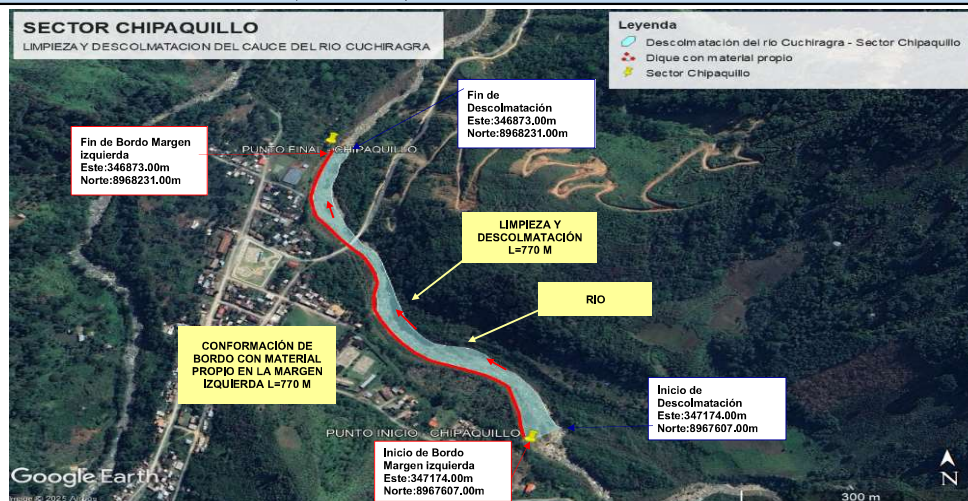 SECTOR CHIPAQUILLO
LIMPIEZA Y DESCOLMATACION DEL CAUCE DEL RIO CUCHIRAGRA
Leyenda
Descolmatación del río Cuchiragra - Sector Chipaquillo
Dique con material propio
Sector Chipaquillo
Fin de
Descolmatación
Este:346873.00m
Norte:8968231.00m
Fin de Bordo Margen
izquierda
Este:346873.00m
Norte:8968231.00m
PUNTO FINAL - CHIPAQUILLO
LIMPIEZA Y
DESCOLMATACIÓN
L=770 M
RIO
CONFORMACIÓN DE
BORDO CON MATERIAL
PROPIO EN LA MARGEN
IZQUIERDA L=770 M
Inicio de
Descolmatación
Este:347174.00m
Norte:8967607.00m
PUNTO INICIO - CHIPAQUILLO
Inicio de Bordo
Margen izquierda
Este:347174.00m
Norte:8967607.00m
Google Earth
Image © 2025 Airbus
300 m
N